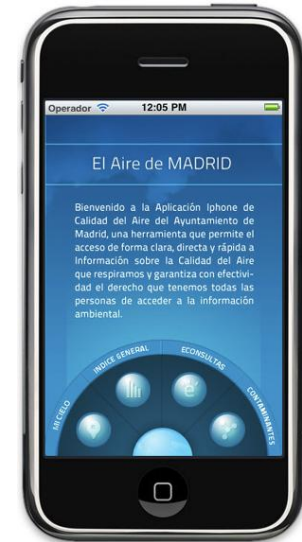 Operador 12:05 PM
El Aire de MADRID
Bienvenido a la Aplicación Iphone de
Calidad del Aire del Ayuntamiento de
Madrid, una herramienta que permite el
acceso de forma clara, directa y rápida a
Información sobre la Calidad del Aire
que respiramos y garantiza con efectivi-
dad el derecho que tenemos todas las
personas de acceder a la información
ambiental.
MI CIELO
INDICE GENERAL
ECONSULTAS
CONTAMINANTES